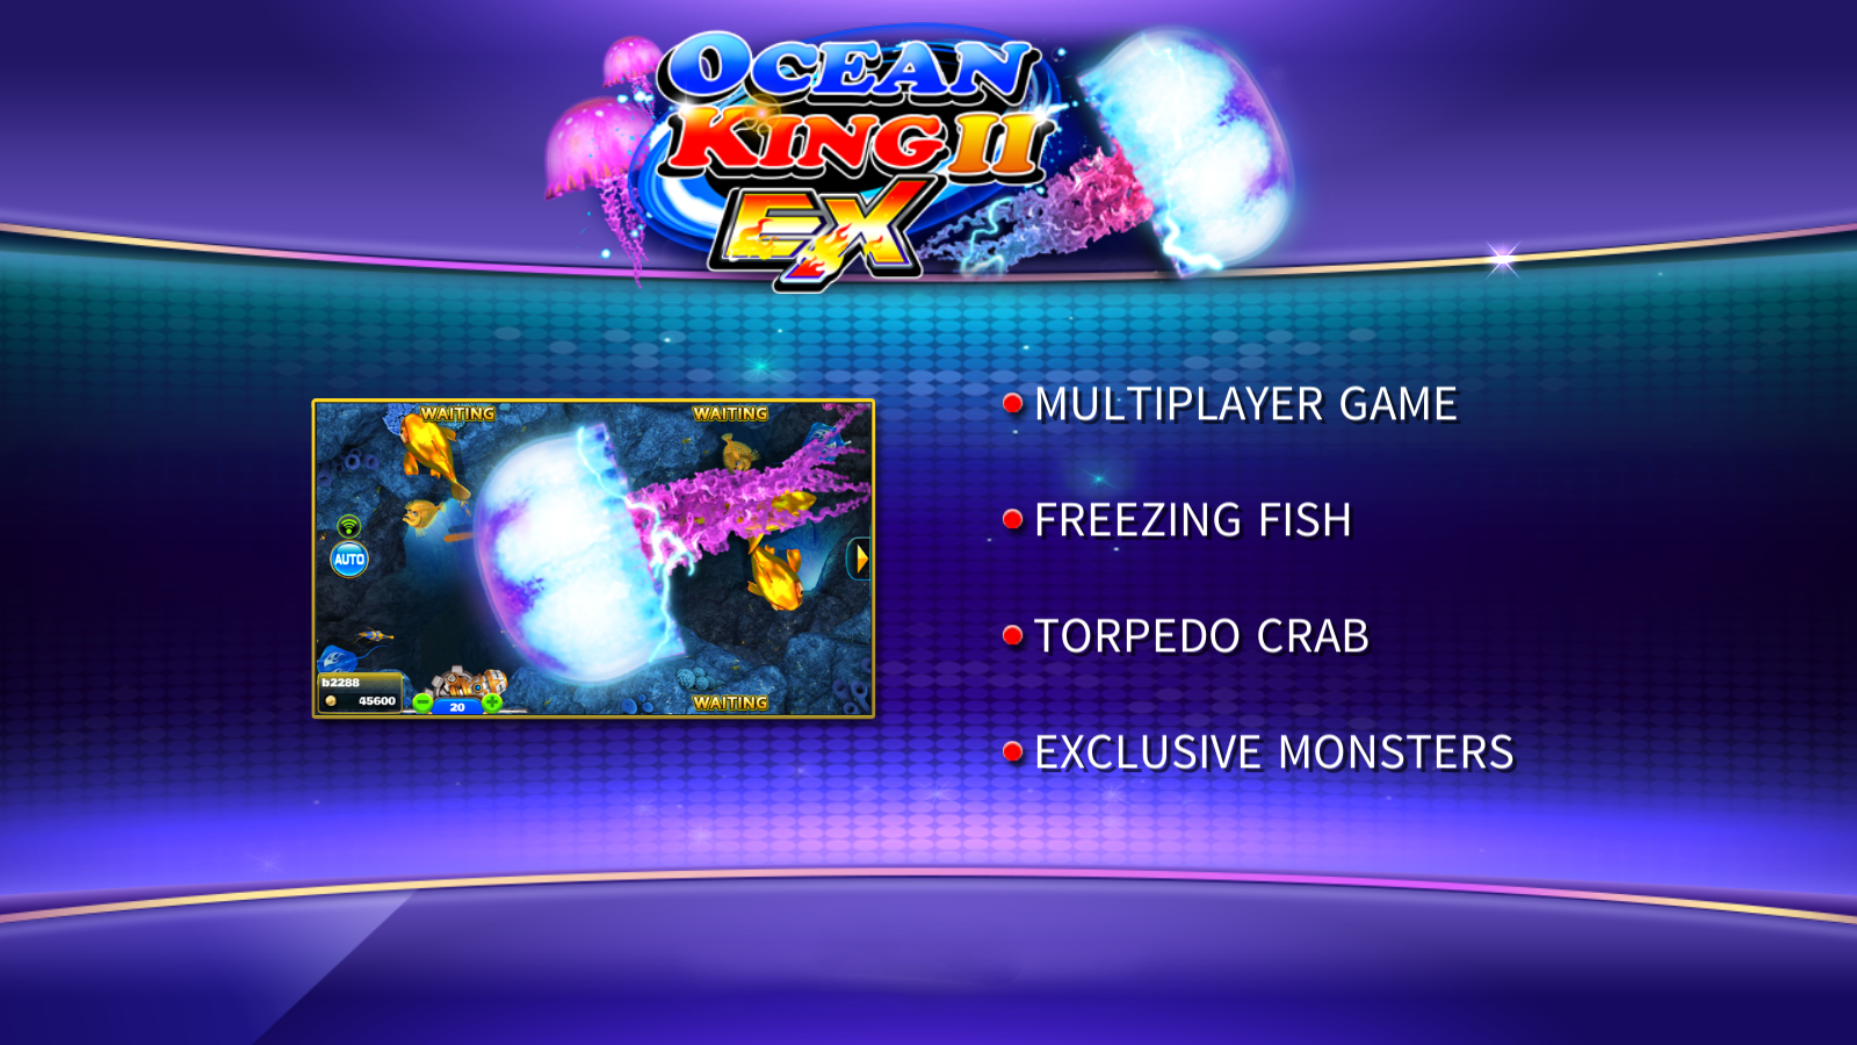 OCEAN
KING II
EX
WAITING
WAITING
AUTO
b2288
45600
20
WAITING
MULTIPLAYER GAME
FREEZING FISH
TORPEDO CRAB
EXCLUSIVE MONSTERS